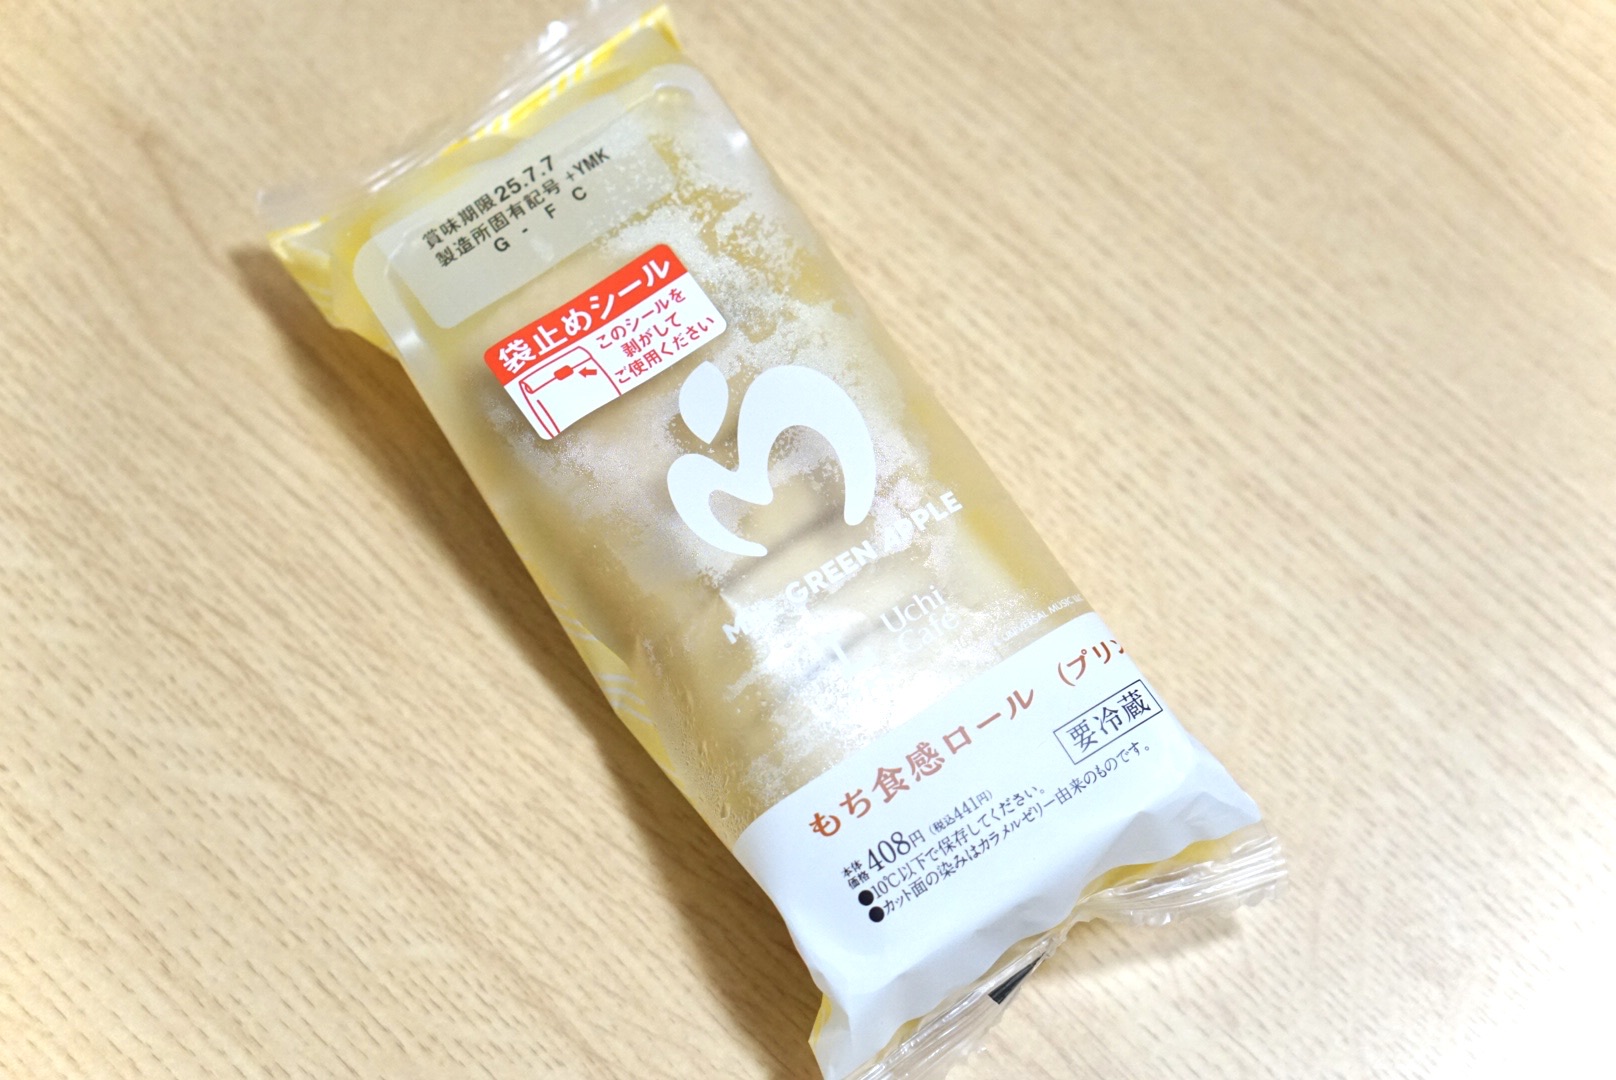 賞味期限25.7.7
製造所固有記号 +YMK
G - F C
袋止めシール
このシールを
剥がして
ご使用ください
MRS. GREEN APPLE
Uchi
Café
UNIVERSAL MUSIC
もち食感ロール (プリン
要冷蔵
本体価格 408円 (税込441円)
●10℃以下で保存してください。
●カット面の染みはカラメルゼリー由来のものです。